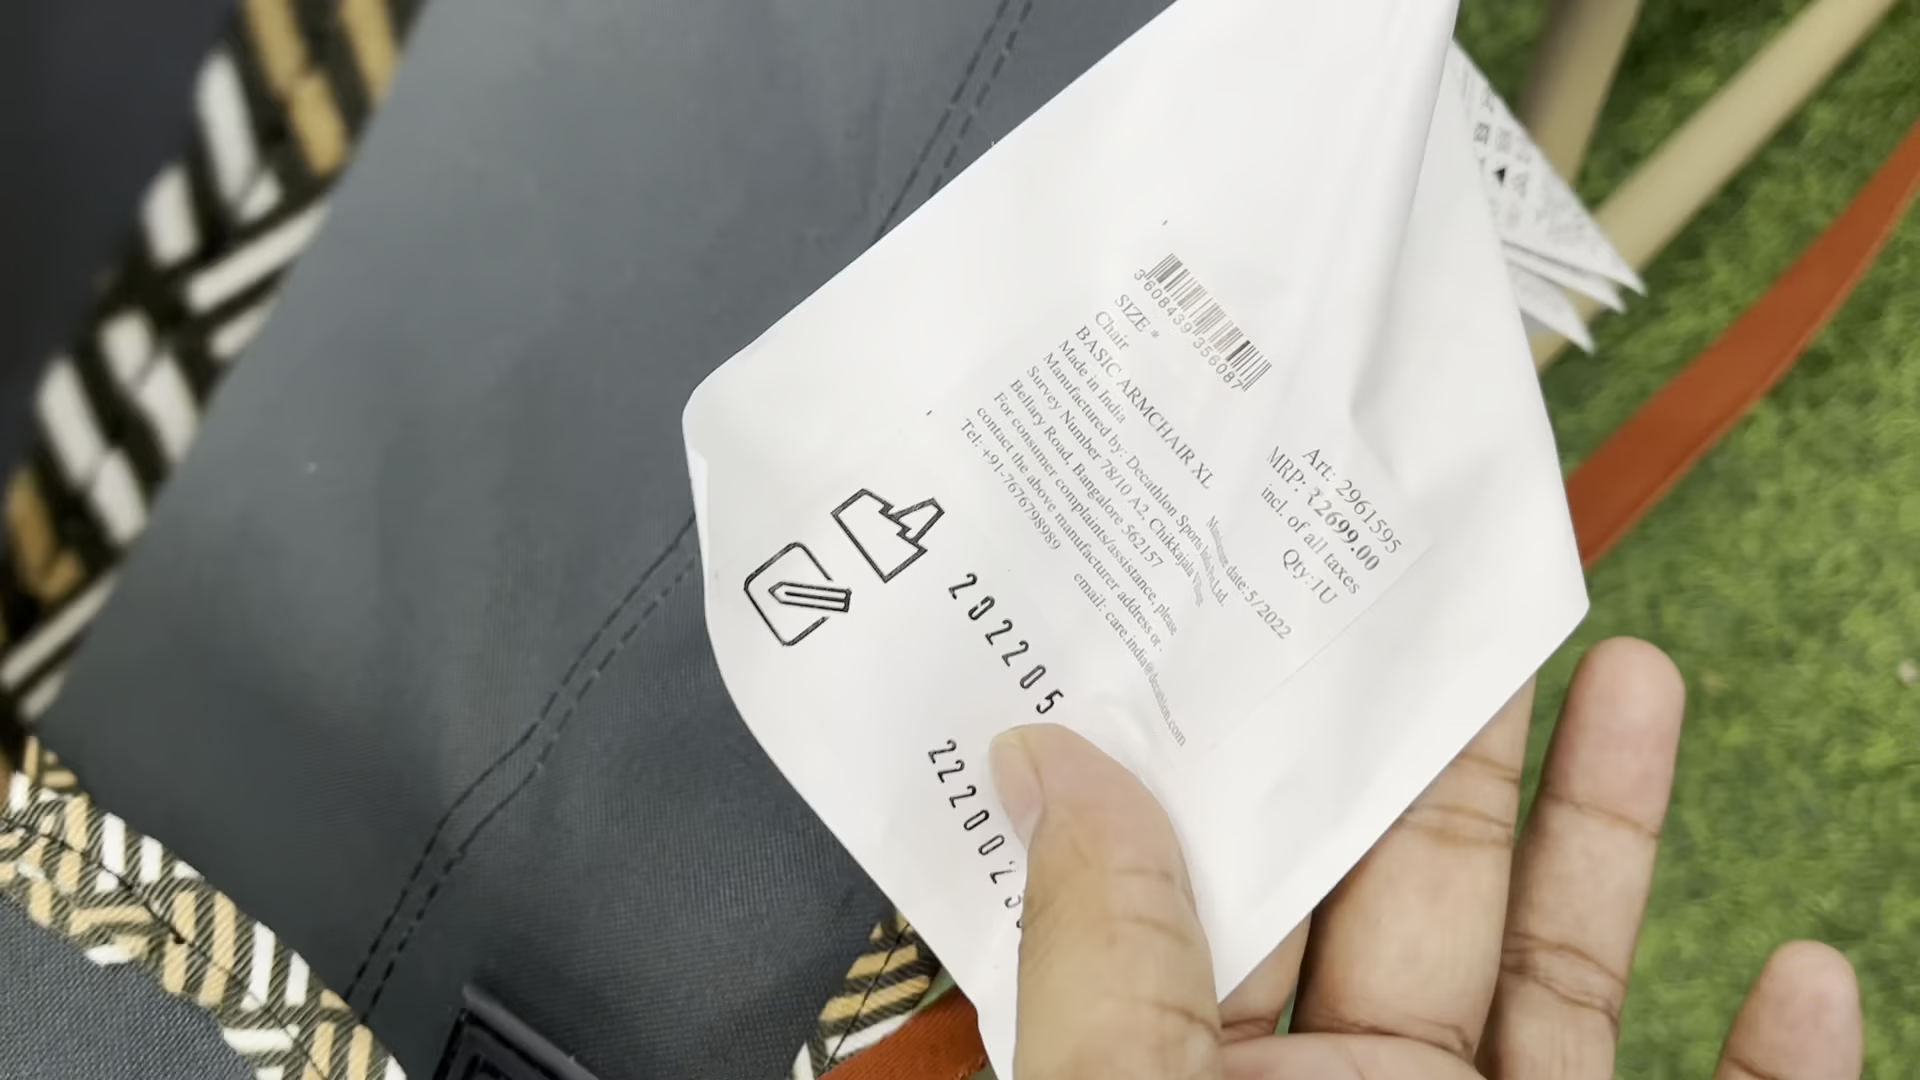 3608439356087
SIZE *
Chair
BASIC ARMCHAIR XL
Made in India
Manufactured by: Decathlon Sports India Pvt Ltd.
Survey Number 78/10 A2, Chikkajala Village
Bellary Road, Bangalore 562157
For consumer complaints/assistance, please
contact the above manufacturer address or -
Tel: +91-7676798989
email: care.india@decathlon.com
Art: 2961595
MRP: ₹2699.00
incl. of all taxes
Qty:1U
date:5/2022
202205
2220023